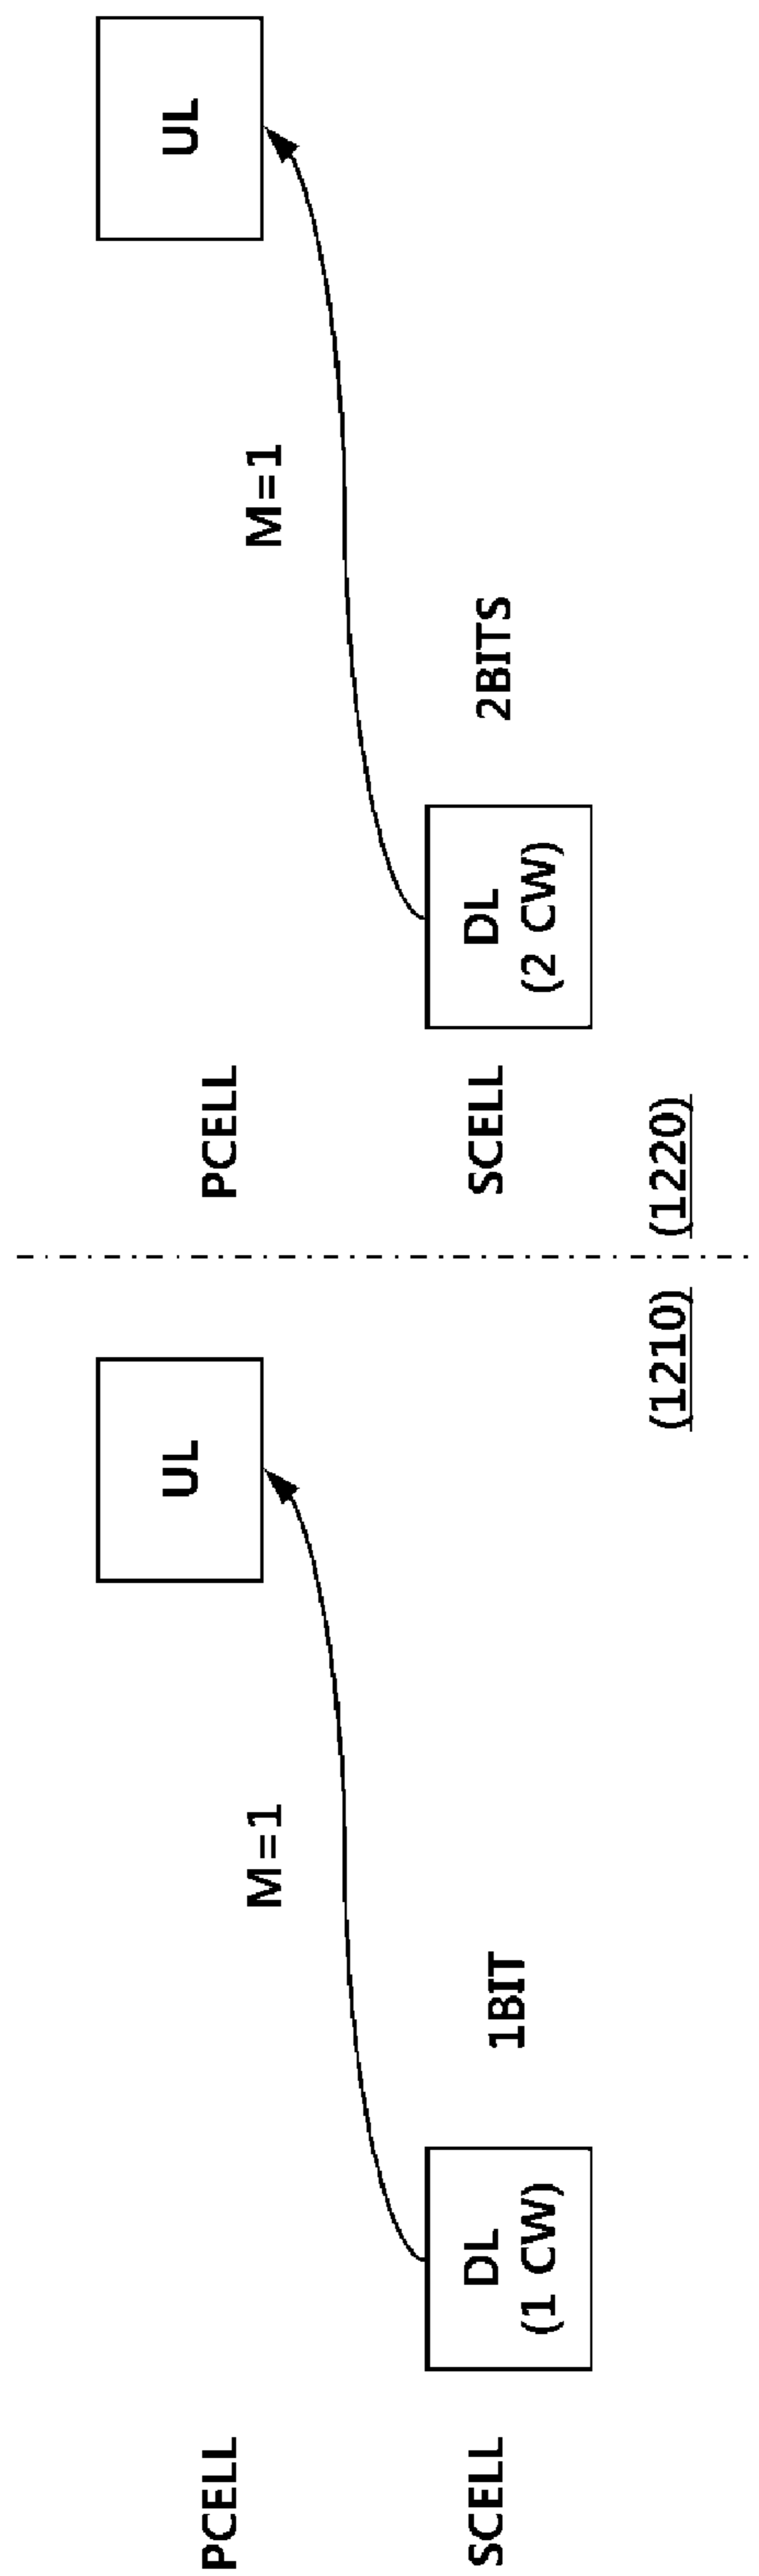 PCELL
UL
M=1
SCELL
DL
(1 CW)
1BIT
(1210)
PCELL
UL
M=1
SCELL
DL
(2 CW)
2BITS
(1220)